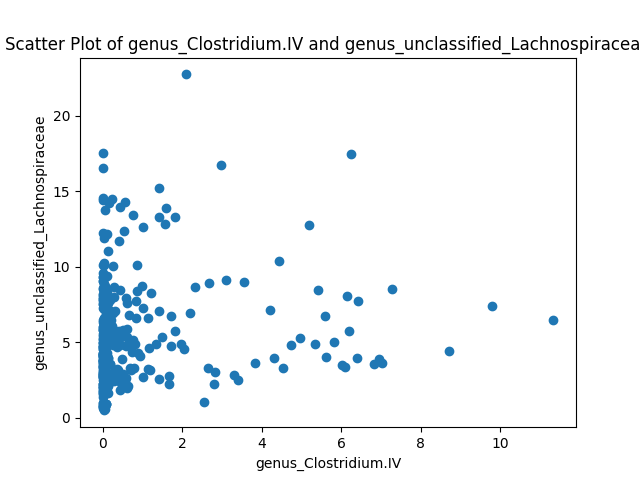 Scatter Plot of genus_Clostridium.IV and genus_unclassified_Lachnospiracea
20
15
10
5
0
genus_unclassified_Lachnospiraceae
0 2 4 6 8 10
genus_Clostridium.IV